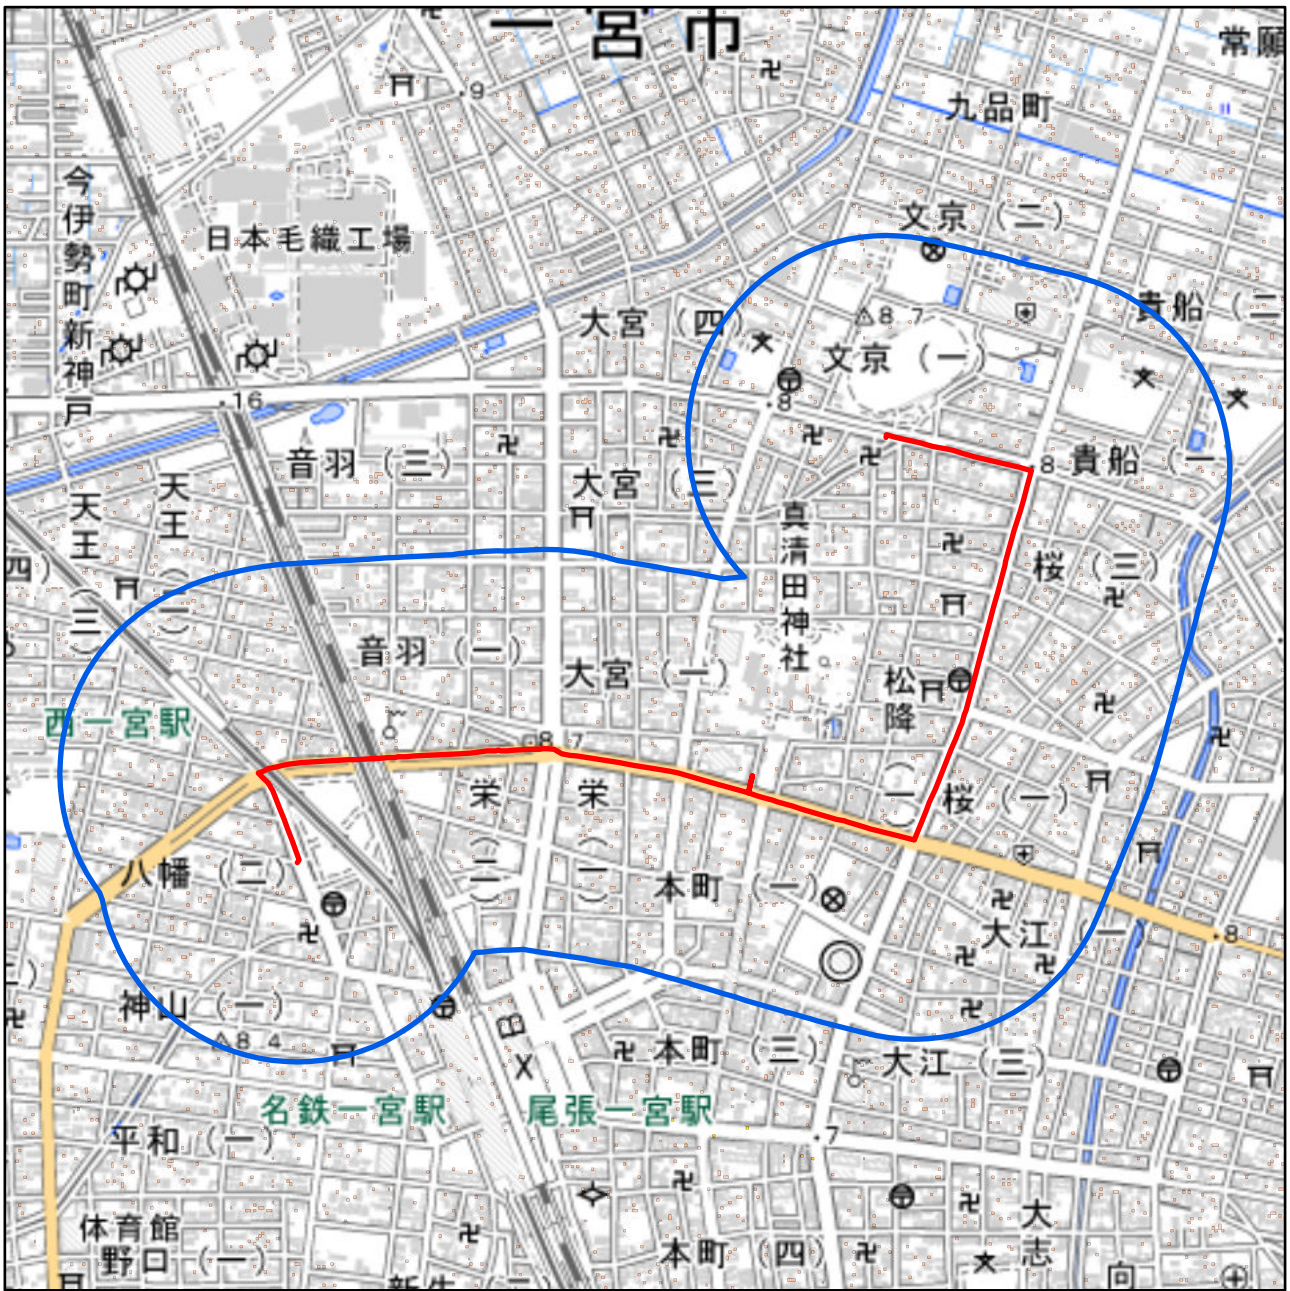 一宮市
常願
9
九品町
今伊勢町新神戸
文京(二)
日本毛織工場
貴船(二
大宮(四)
8 7
文京(一)
16
8
音羽(三)
大宮(三)
8
貴船(一
天王(三)
天王(二)
四)
真清田神社
桜(三)
音羽(一)
大宮(一)
松降(一)
西一宮駅
8 7
栄(二)
栄(一)
桜(一)
八幡(二)
本町(一)
大江(一)
8
神山(一)
8 4
本町(三)
大江(三)
名鉄一宮駅
尾張一宮駅
平和(一)
7
体育館
野口(一)
本町(四)
大志
向